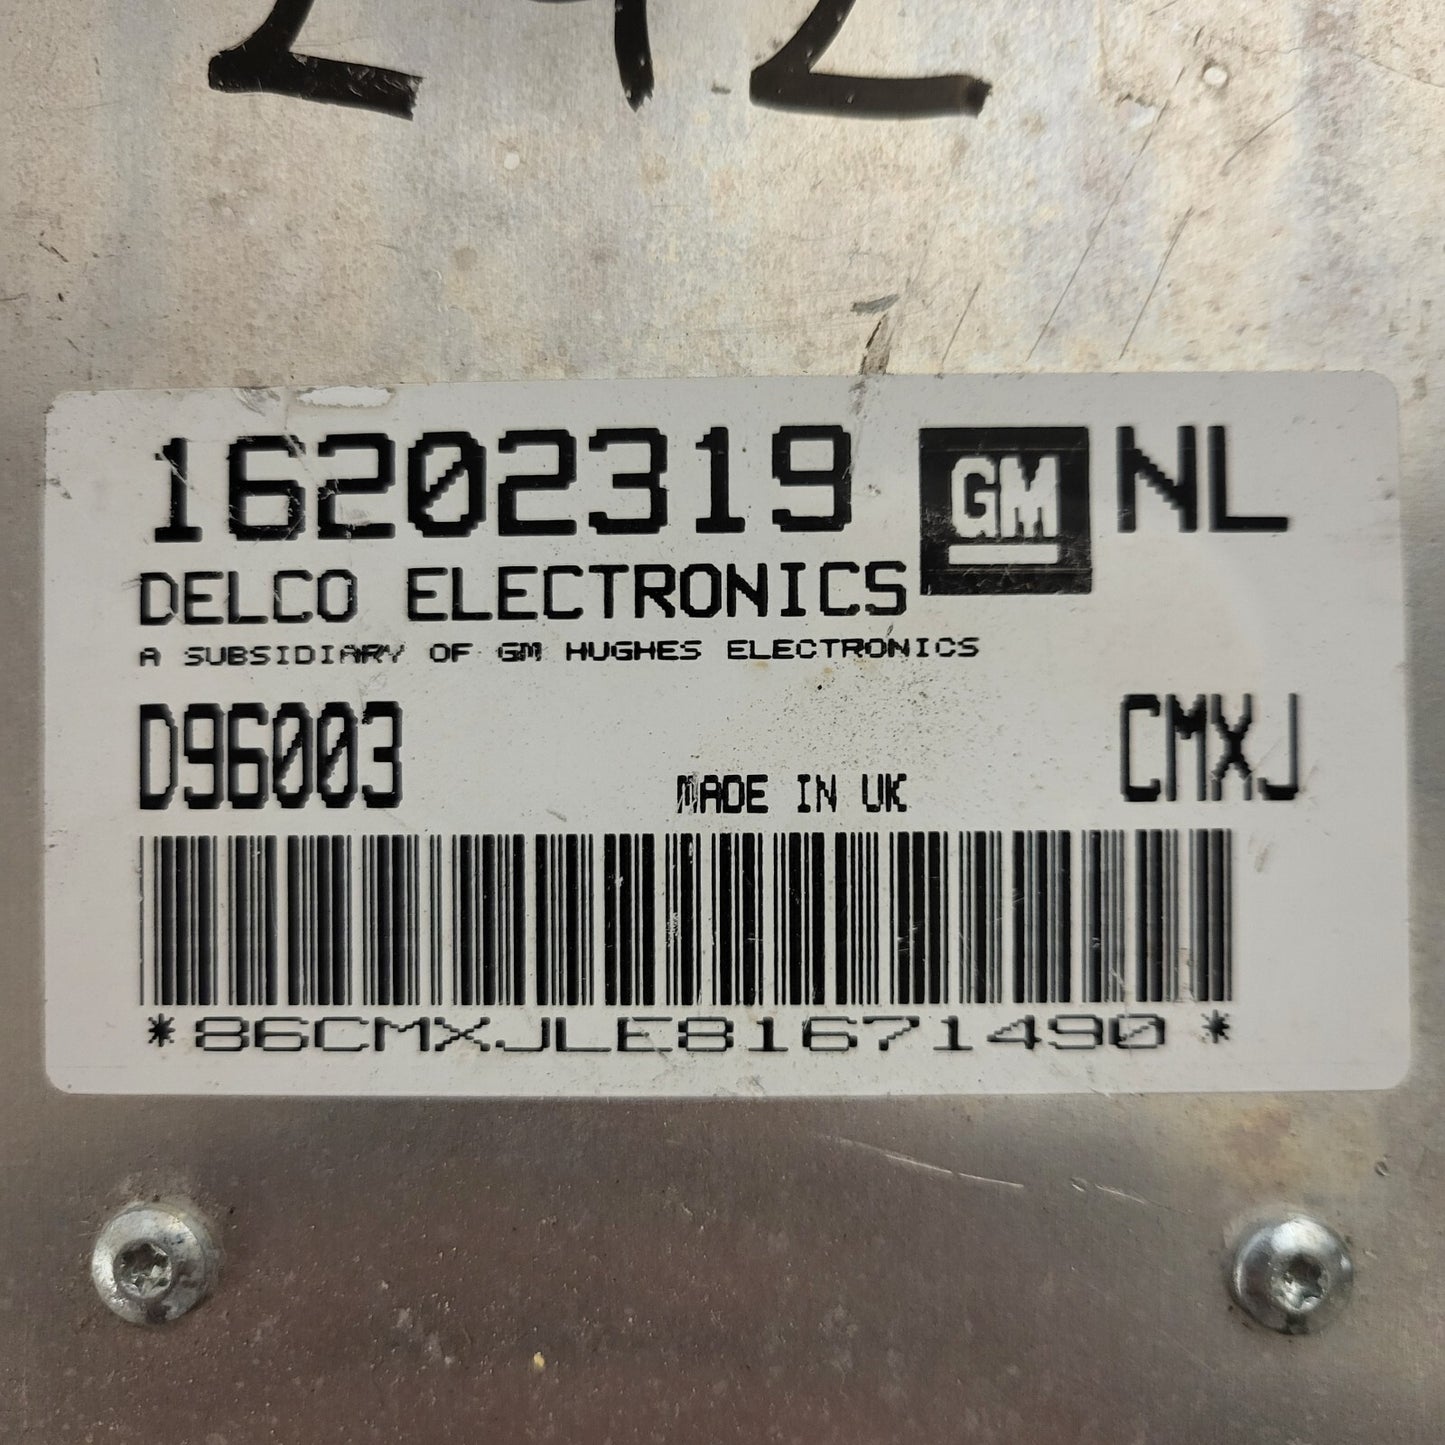 16202319 GM NL
DELCO ELECTRONICS
A SUBSIDIARY OF GM HUGHES ELECTRONICS
D96003 CMXJ
MADE IN UK
*86CMXJLE81671490*